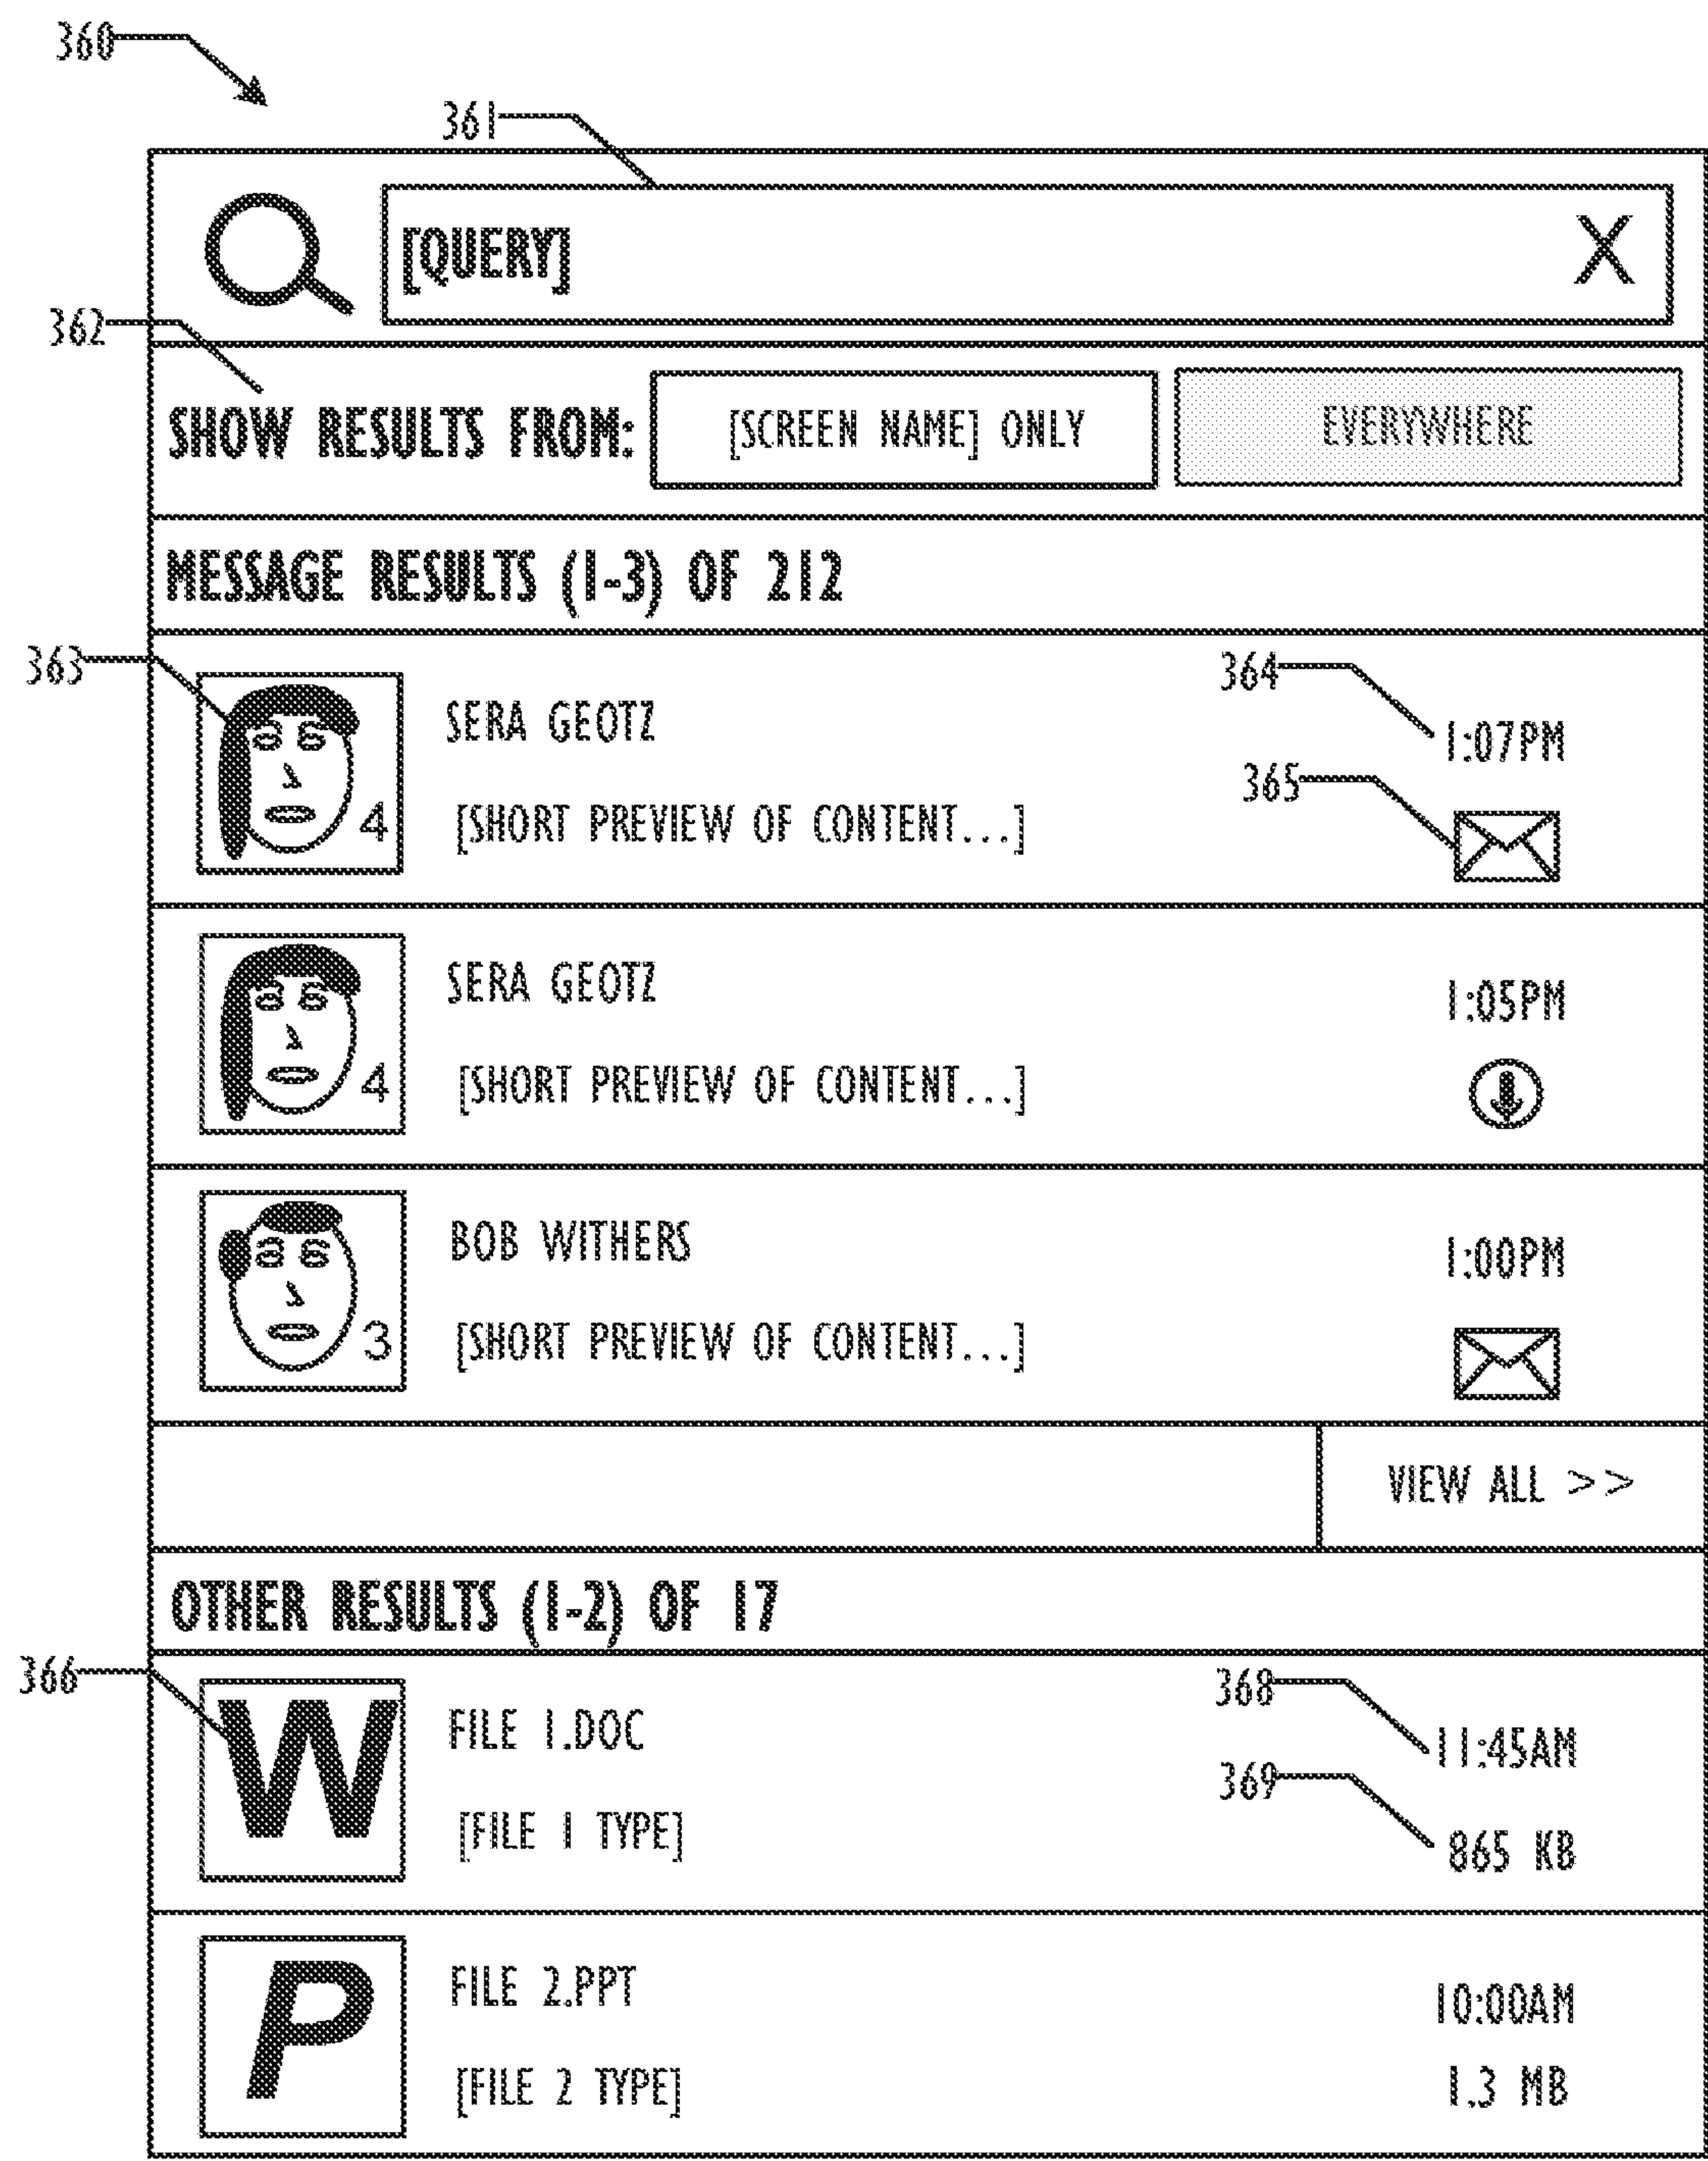 360
361
[QUERY] X
362
SHOW RESULTS FROM: [SCREEN NAME] ONLY EVERYWHERE
MESSAGE RESULTS (1-3) OF 212
363
364
SERA GEOTZ 1:07PM
365
4 [SHORT PREVIEW OF CONTENT...]
SERA GEOTZ 1:05PM
4 [SHORT PREVIEW OF CONTENT...]
BOB WITHERS 1:00PM
3 [SHORT PREVIEW OF CONTENT...]
VIEW ALL >>
OTHER RESULTS (1-2) OF 17
366
368
W FILE 1.DOC 11:45AM
369
[FILE 1 TYPE] 865 KB
P FILE 2.PPT 10:00AM
[FILE 2 TYPE] 1.3 MB